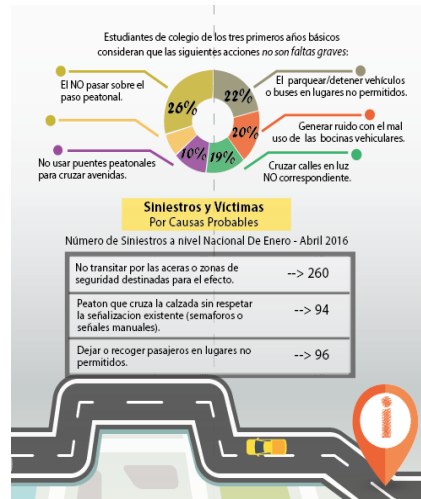 Estudiantes de colegio de los tres primeros años básicos
consideran que las siguientes acciones no son faltas graves:
El NO pasar sobre el
paso peatonal.
26%
22%
El parquear/detener vehículos
o buses en lugares no permitidos.
20%
Generar ruido con el mal
uso de las bocinas vehiculares.
No usar puentes peatonales
para cruzar avenidas.
10%
19%
Cruzar calles en luz
NO correspondiente.
Siniestros y Víctimas
Por Causas Probables
Número de Siniestros a nivel Nacional De Enero - Abril 2016
No transitar por las aceras o zonas de
seguridad destinadas para el efecto.
--> 260
Peaton que cruza la calzada sin respetar
la señalizacion existente (semaforos o
señales manuales).
--> 94
Dejar o recoger pasajeros en lugares no
permitidos.
--> 96
i